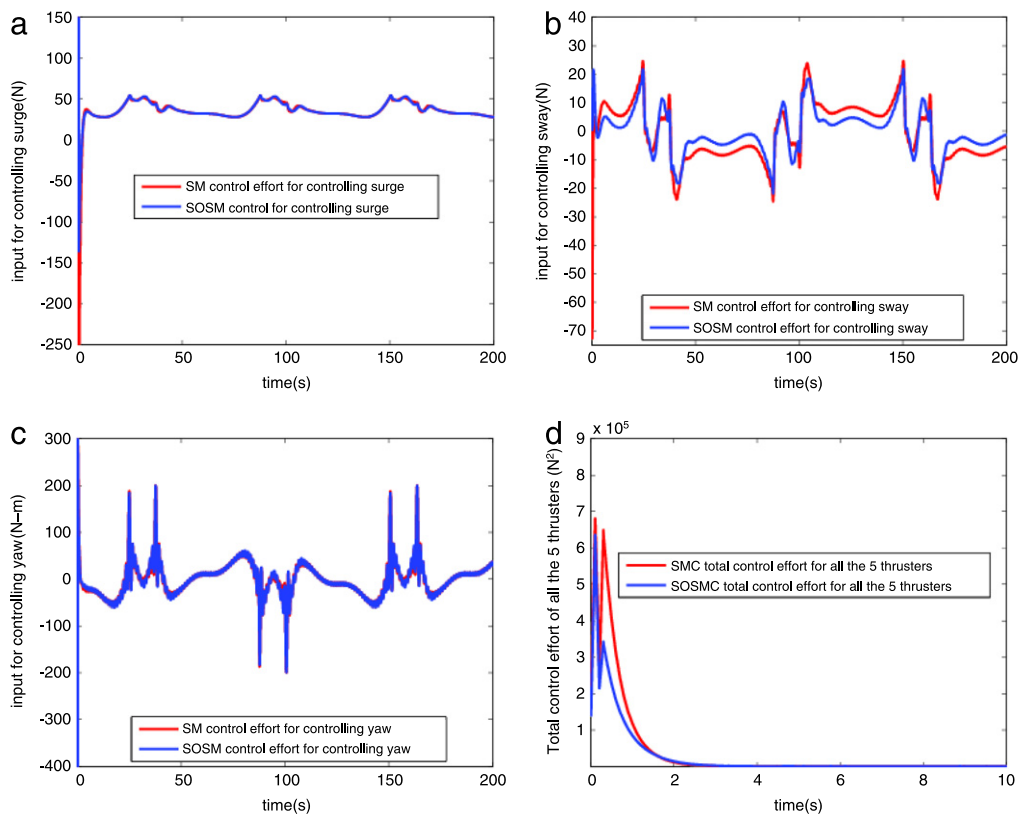 a
input for controlling surge(N)
150
100
50
0
-50
-100
-150
-200
-250
SM control effort for controlling surge
SOSM control for controlling surge
0 50 100 150 200
time(s)
b
input for controlling sway(N)
40
30
20
10
0
-10
-20
-30
-40
-50
-60
-70
SM control effort for controlling sway
SOSM control effort for controlling sway
0 50 100 150 200
time(s)
c
input for controlling yaw(N-m)
300
200
100
0
-100
-200
-300
-400
SM control effort for controlling yaw
SOSM control effort for controlling yaw
0 50 100 150 200
time(s)
d
x 10⁵
Total control effort of all the 5 thrusters (N²)
9
8
7
6
5
4
3
2
1
SMC total control effort for all the 5 thrusters
SOSMC total control effort for all the 5 thrusters
0 2 4 6 8 10
time(s)